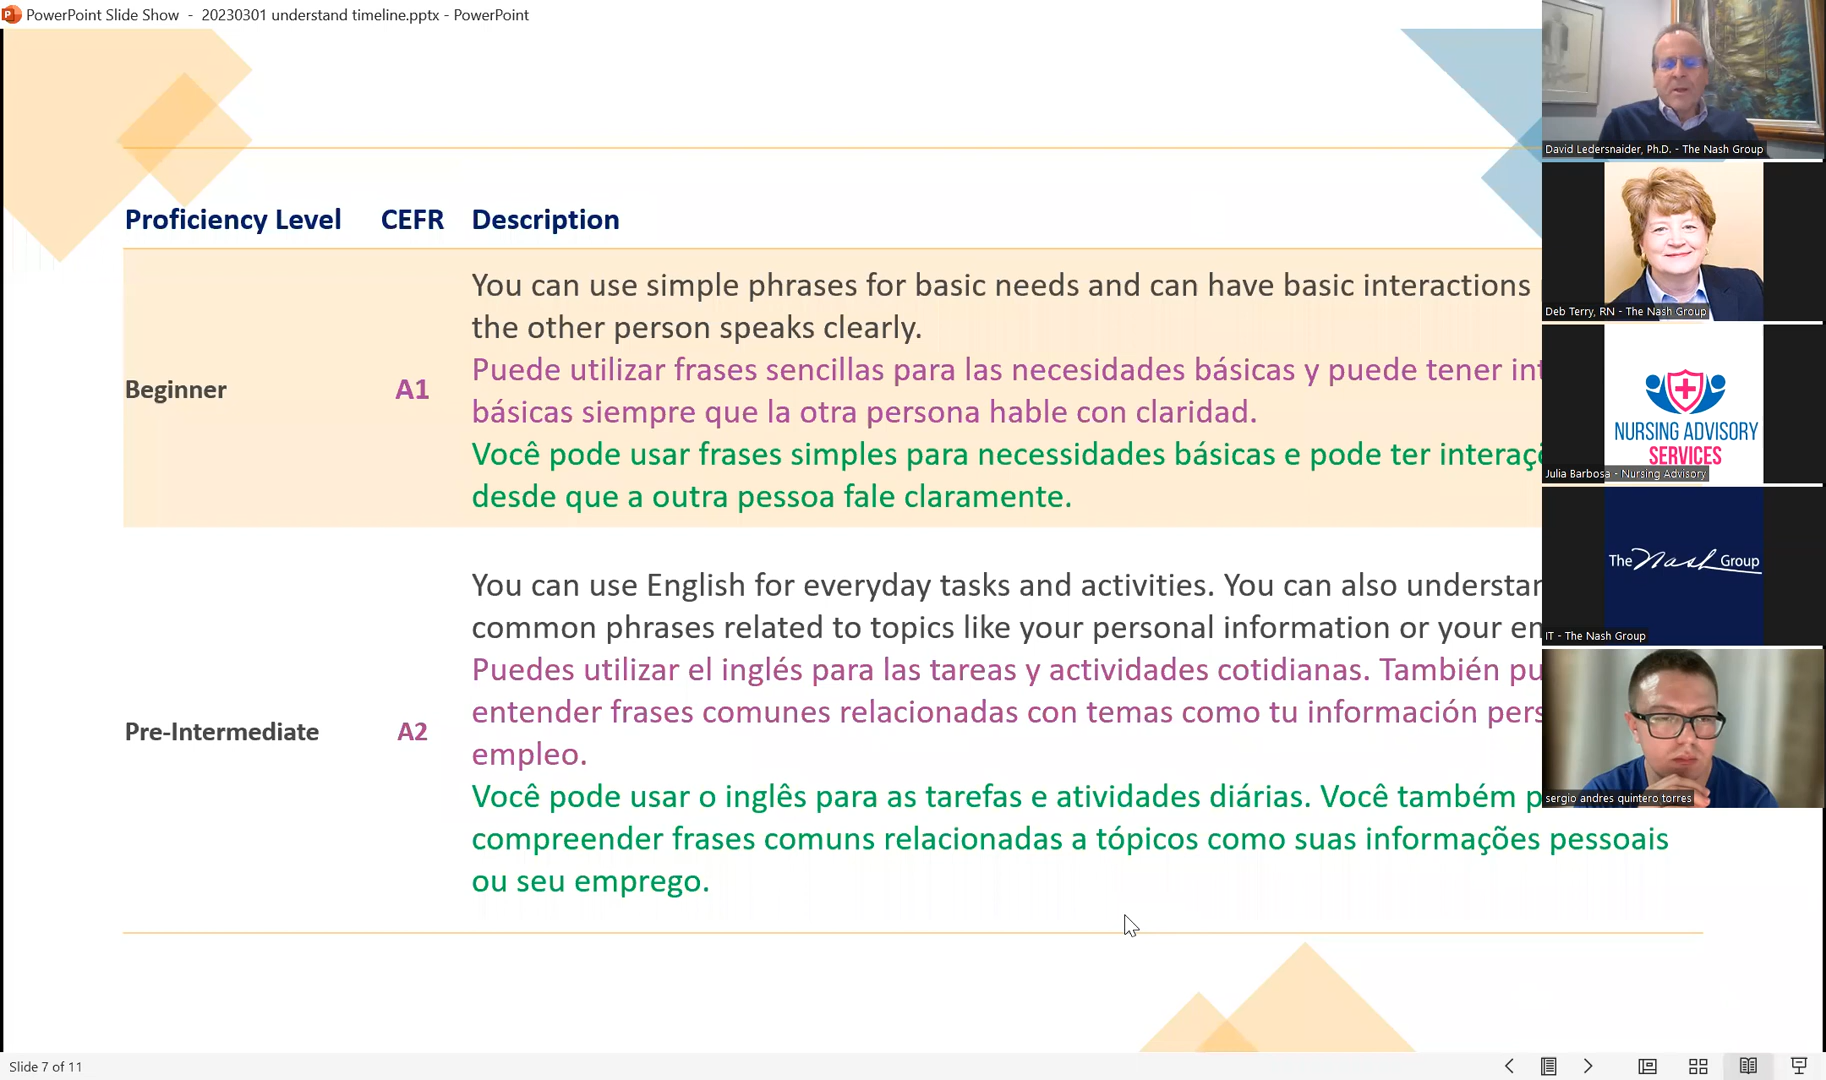 PowerPoint Slide Show - 20230301 understand timeline.pptx - PowerPoint
Proficiency Level CEFR Description
You can use simple phrases for basic needs and can have basic interactions
the other person speaks clearly.
Puede utilizar frases sencillas para las necesidades básicas y puede tener
básicas siempre que la otra persona hable con claridad.
Você pode usar frases simples para necessidades básicas e pode ter
desde que a outra pessoa fale claramente.
Beginner A1
You can use English for everyday tasks and activities. You can also
common phrases related to topics like your personal information or your
Puedes utilizar el inglés para las tareas y actividades cotidianas. También
entender frases comunes relacionadas con temas como tu información
empleo.
Você pode usar o inglês para as tarefas e atividades diárias. Você também
compreender frases comuns relacionadas a tópicos como suas informações pessoais
ou seu emprego.
Pre-Intermediate A2
David Ledersnaider, Ph.D. - The Nash Group
Deb Terry, RN - The Nash Group
NURSING ADVISORY
SERVICES
Julia Barbosa - Nursing Advisory
The Nash Group
IT - The Nash Group
sergio andres quintero torres
Slide 7 of 11